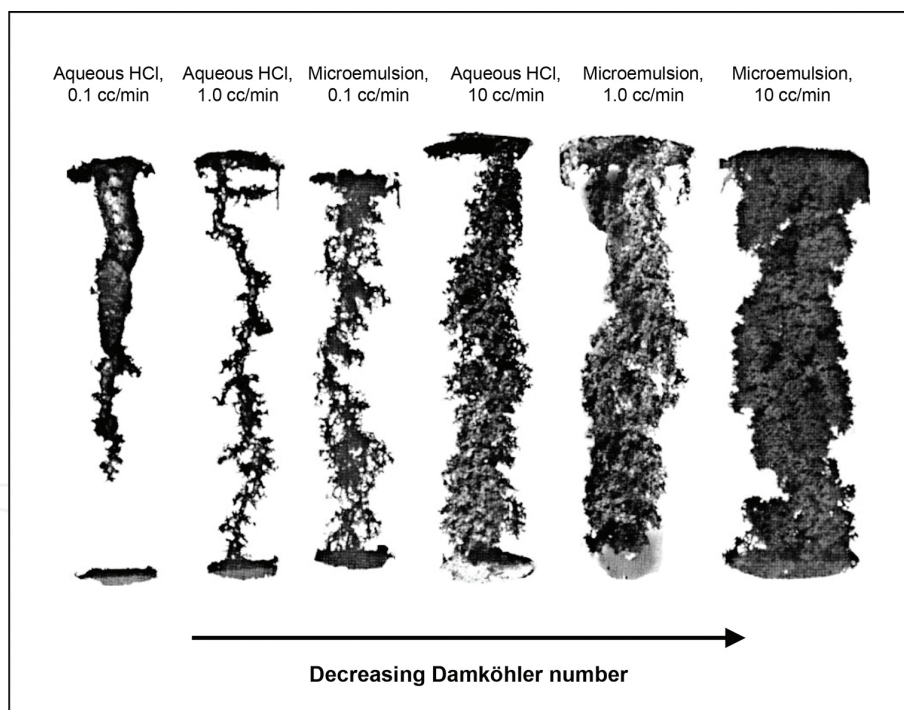 Aqueous HCl,
0.1 cc/min
Aqueous HCl,
1.0 cc/min
Microemulsion,
0.1 cc/min
Aqueous HCl,
10 cc/min
Microemulsion,
1.0 cc/min
Microemulsion,
10 cc/min
Decreasing Damköhler number